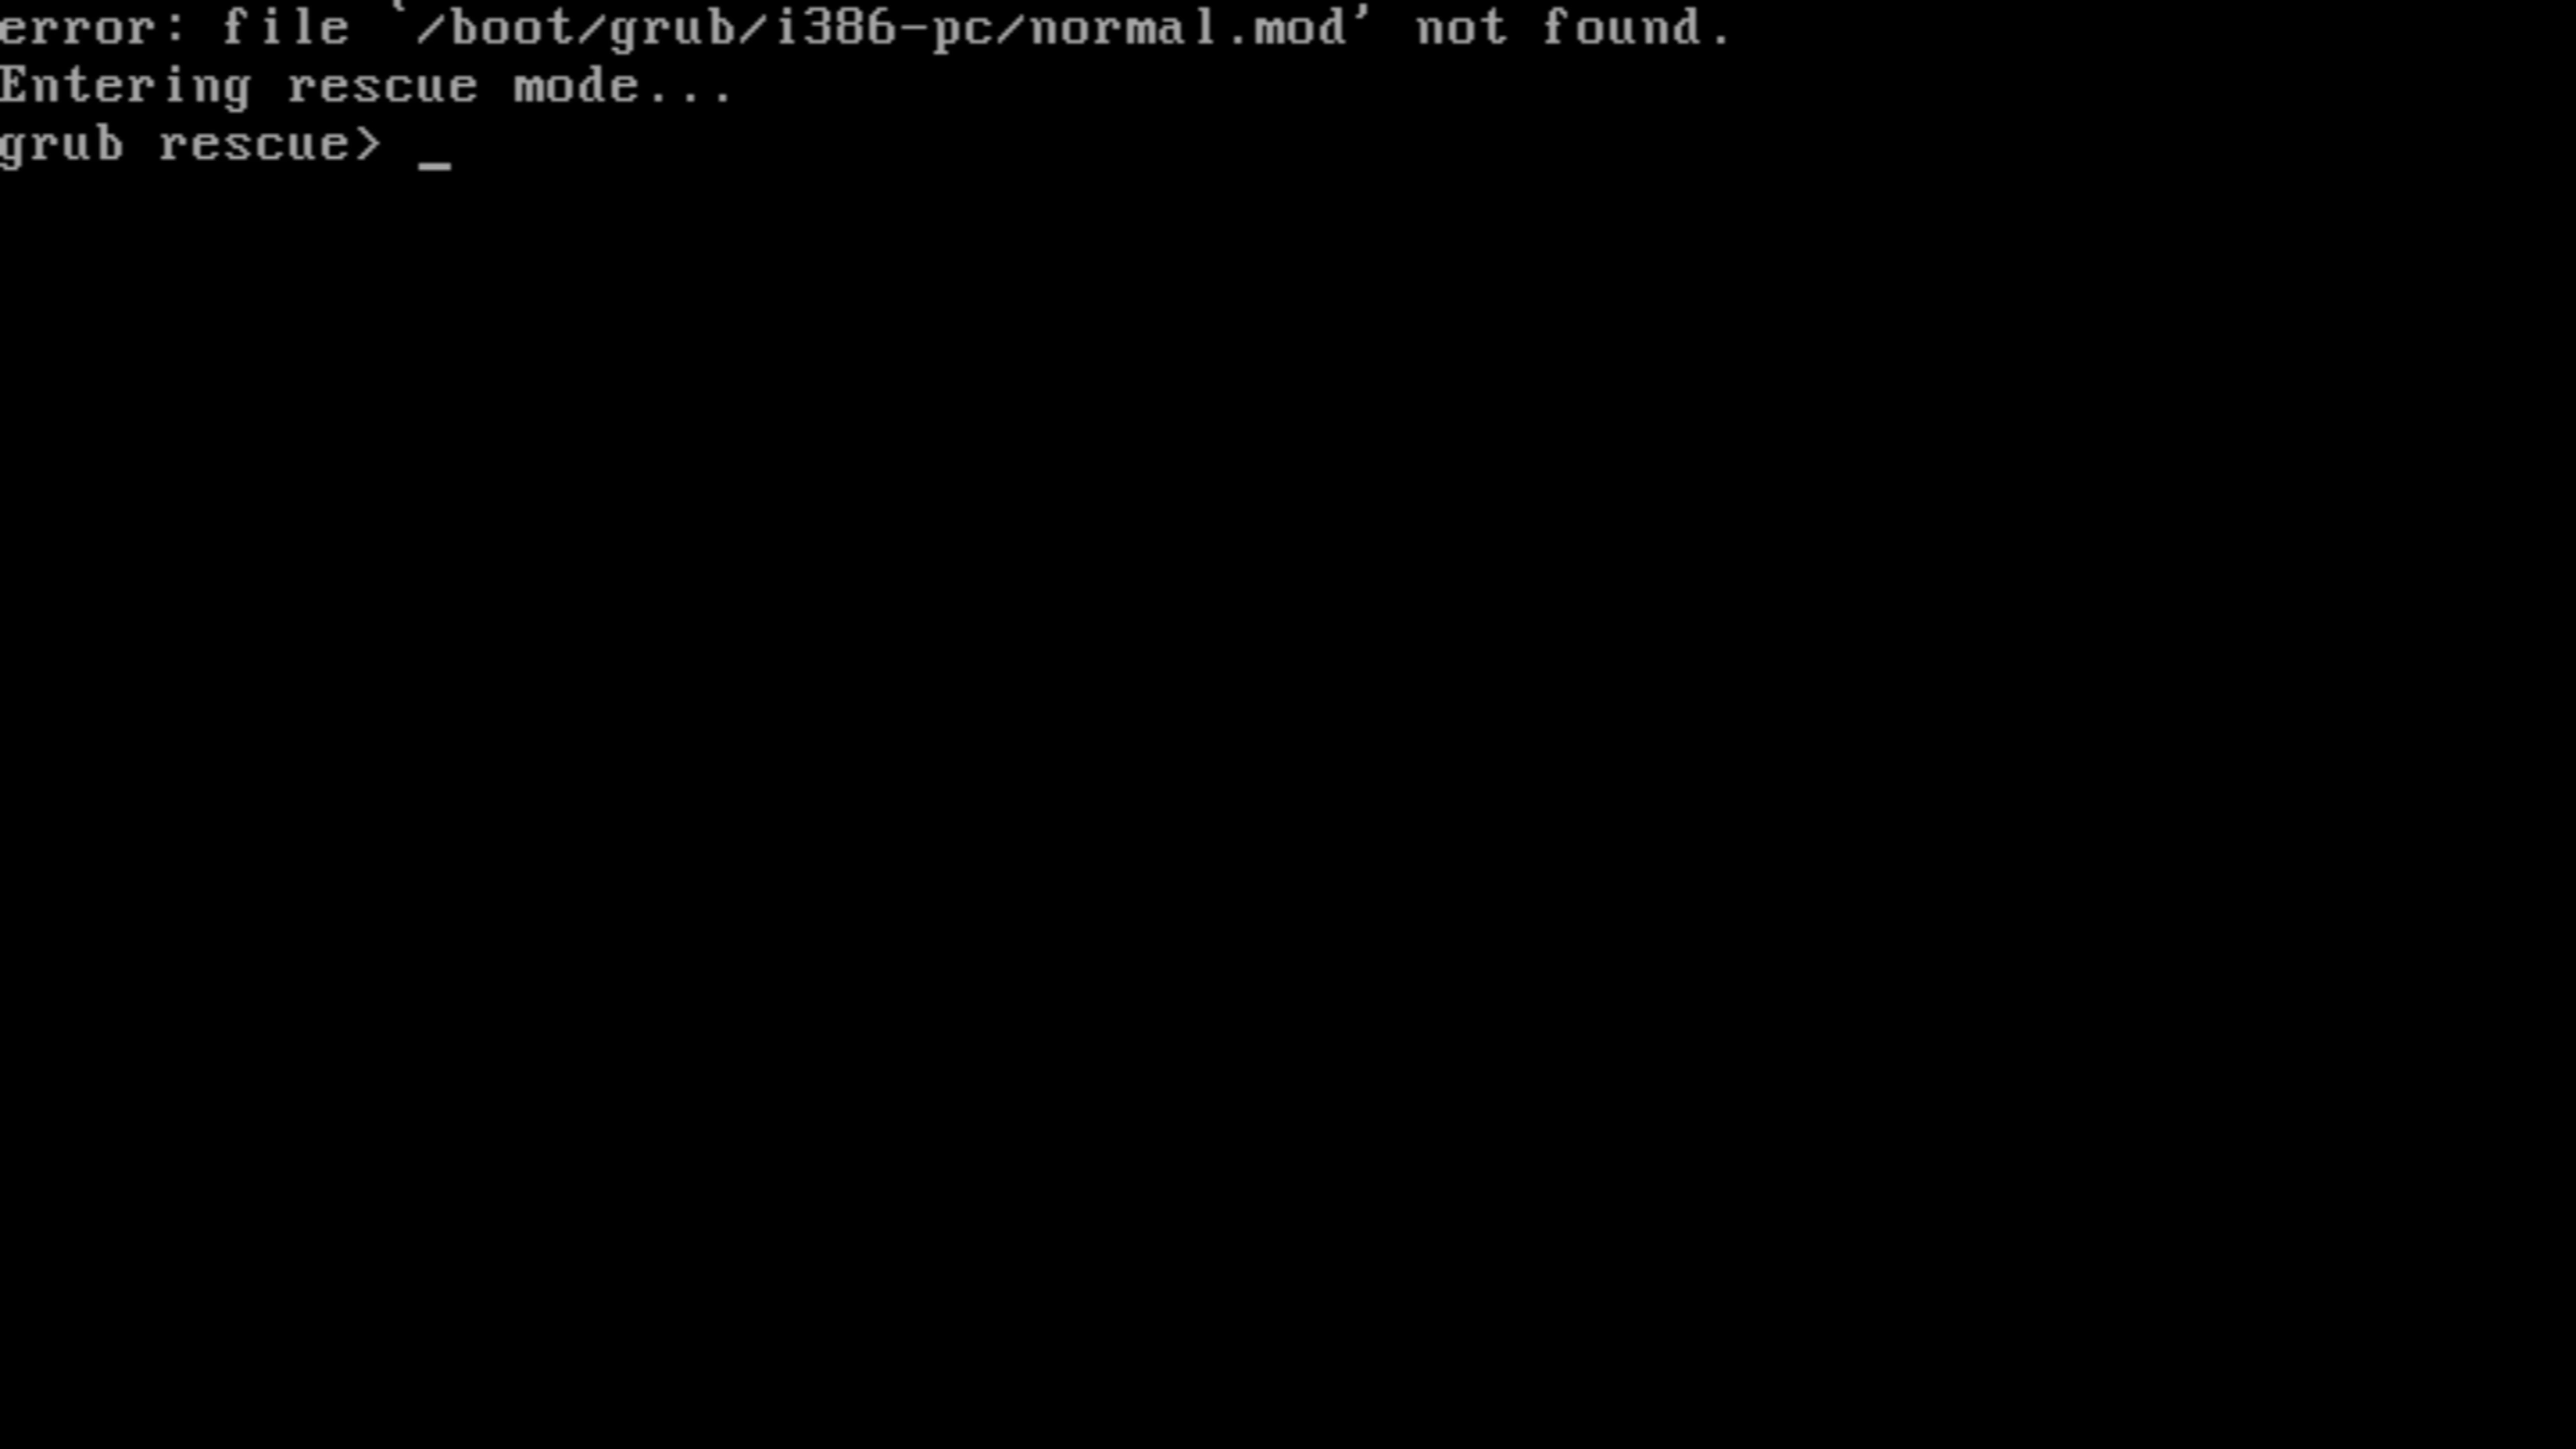 error: file `/boot/grub/i386-pc/normal.mod' not found.
Entering rescue mode...
grub rescue> _